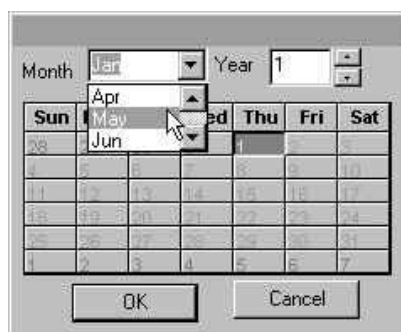 Month Jan Year 1
Apr
May
Jun
Sun ed Thu Fri Sat
28 1 2 3
4 5 6 7 8 9 10
11 12 13 14 15 16 17
18 19 20 21 22 23 24
25 26 27 28 29 30 31
1 2 3 4 5 6 7
OK Cancel